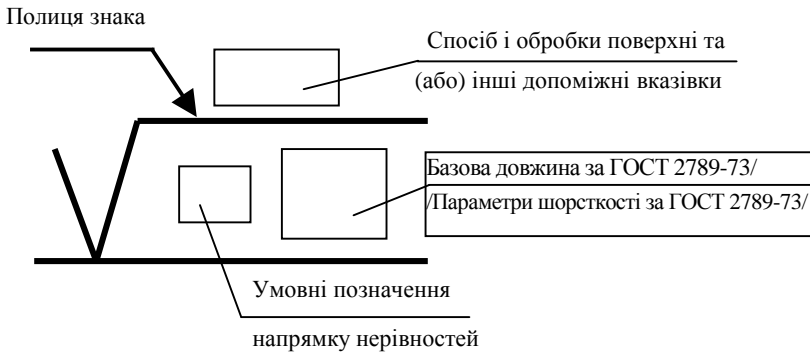 Полиця знака
Спосіб і обробки поверхні та
(або) інші допоміжні вказівки
Базова довжина за ГОСТ 2789-73/
/Параметри шорсткості за ГОСТ 2789-73/
Умовні позначення
напрямку нерівностей